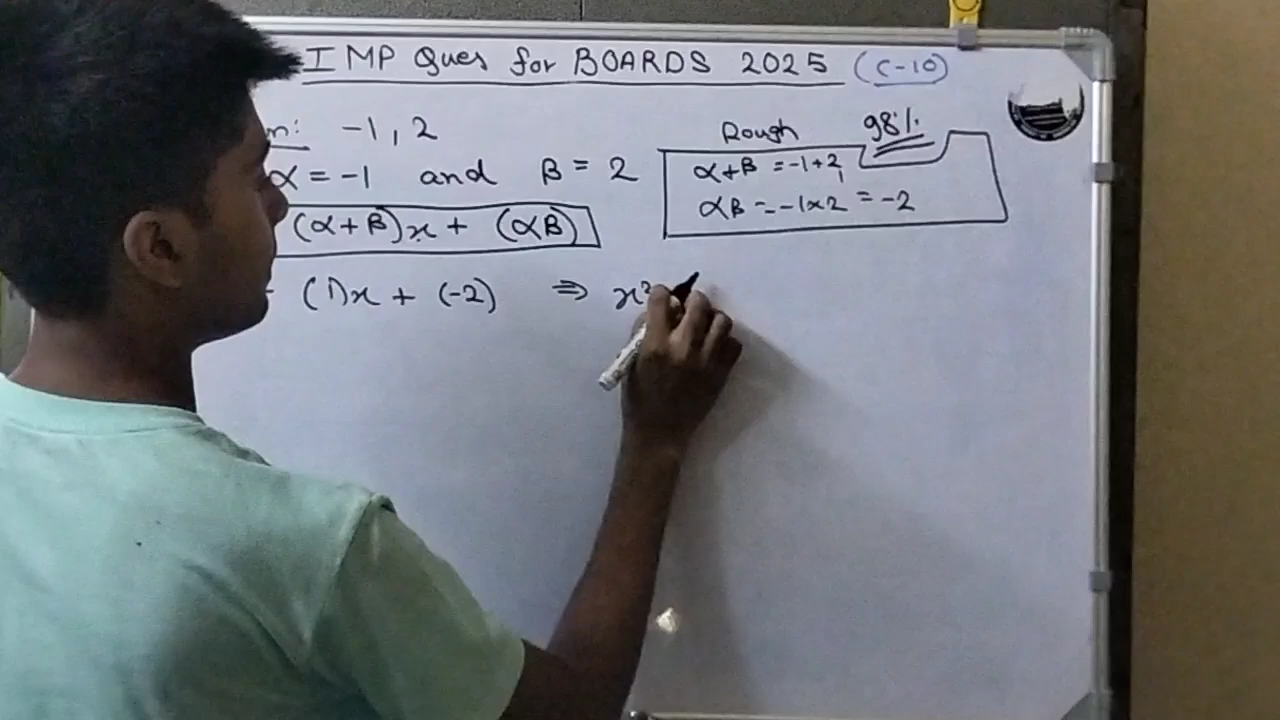 IMP Ques for BOARDS 2025 (C-10)
n: -1, 2
α = -1 and β = 2
(α+β)x + (αβ)
- (1)x + (-2) ⇒ x²
Rough 98%
α+β = -1+2
1
αβ = -1x2 = -2